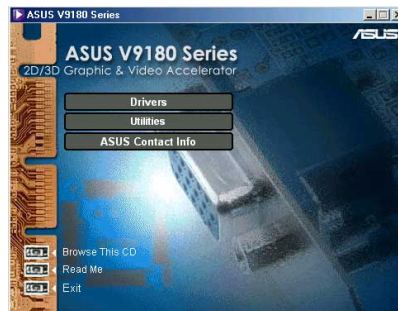 ASUS V9180 Series
ASUS
ASUS V9180 Series
2D/3D Graphic & Video Accelerator
Drivers
Utilities
ASUS Contact Info
Browse This CD
Read Me
Exit